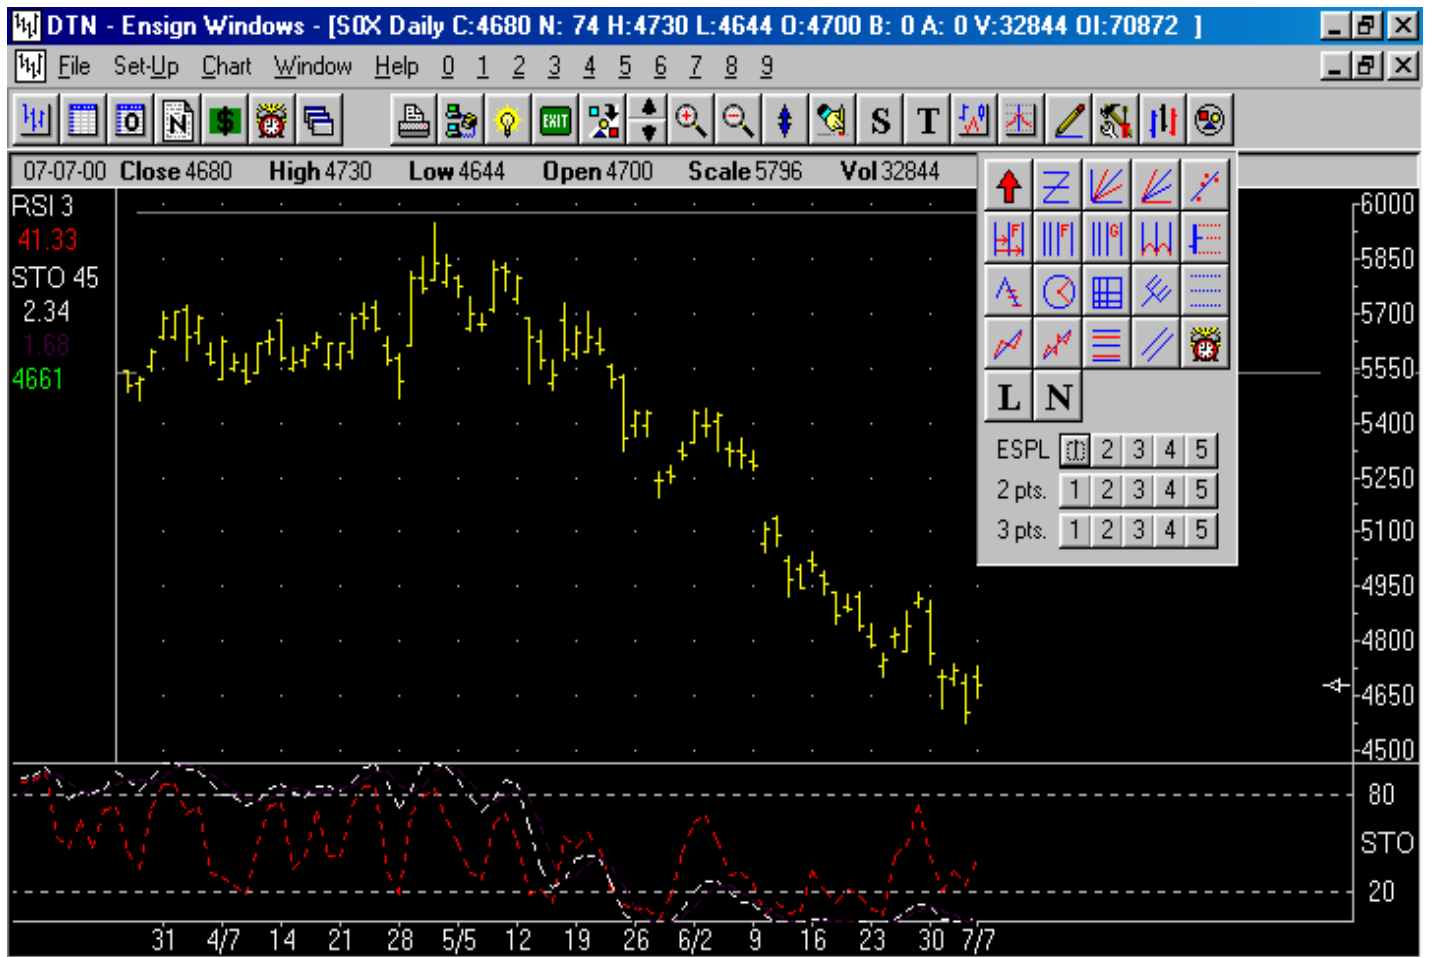 DTN - Ensign Windows - [S0X Daily C:4680 N: 74 H:4730 L:4644 O:4700 B: 0 A: 0 V:32844 OI:70872 ]
File Set-Up Chart Window Help 0 1 2 3 4 5 6 7 8 9
O N $ EXIT S T
07-07-00 Close 4680 High 4730 Low 4644 Open 4700 Scale 5796 Vol 32844
RSI 3
41.33
STO 45
2.34
1.68
4661
F F G
L N
ESPL 1 2 3 4 5
2 pts. 1 2 3 4 5
3 pts. 1 2 3 4 5
6000
5850
5700
5550
5400
5250
5100
4950
4800
4650
4500
80
STO
20
31 4/7 14 21 28 5/5 12 19 26 6/2 9 16 23 30 7/7